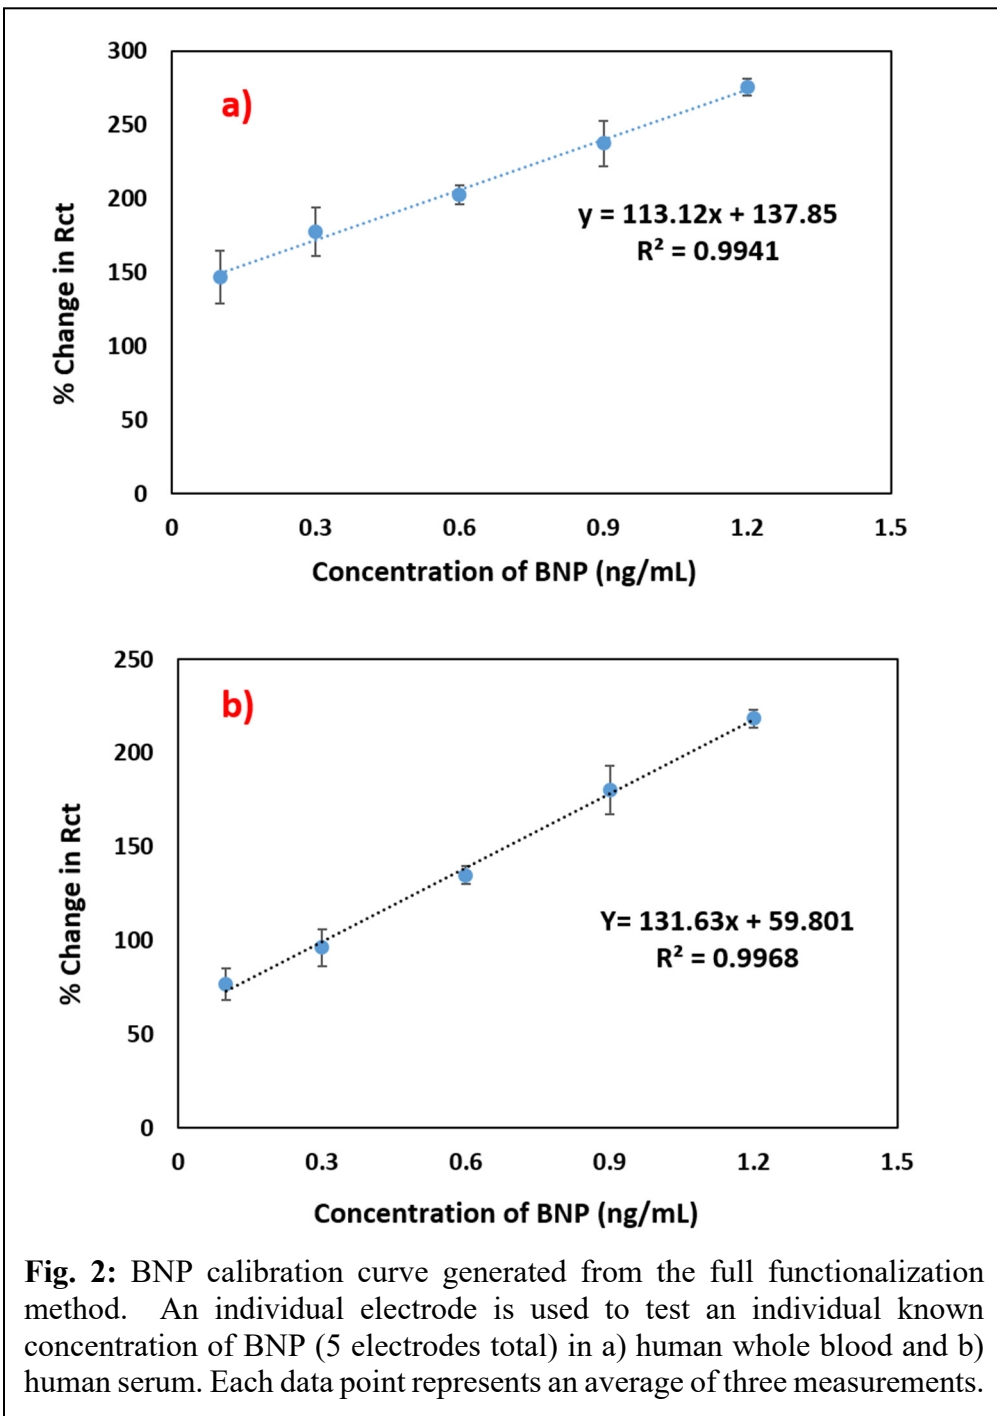 300
a)
250
200
y = 113.12x + 137.85
R² = 0.9941
150
100
50
0
% Change in Rct
0 0.3 0.6 0.9 1.2 1.5
Concentration of BNP (ng/mL)
250
b)
200
150
Y= 131.63x + 59.801
100
R² = 0.9968
50
0
% Change in Rct
0 0.3 0.6 0.9 1.2 1.5
Concentration of BNP (ng/mL)
Fig. 2: BNP calibration curve generated from the full functionalization
method. An individual electrode is used to test an individual known
concentration of BNP (5 electrodes total) in a) human whole blood and b)
human serum. Each data point represents an average of three measurements.